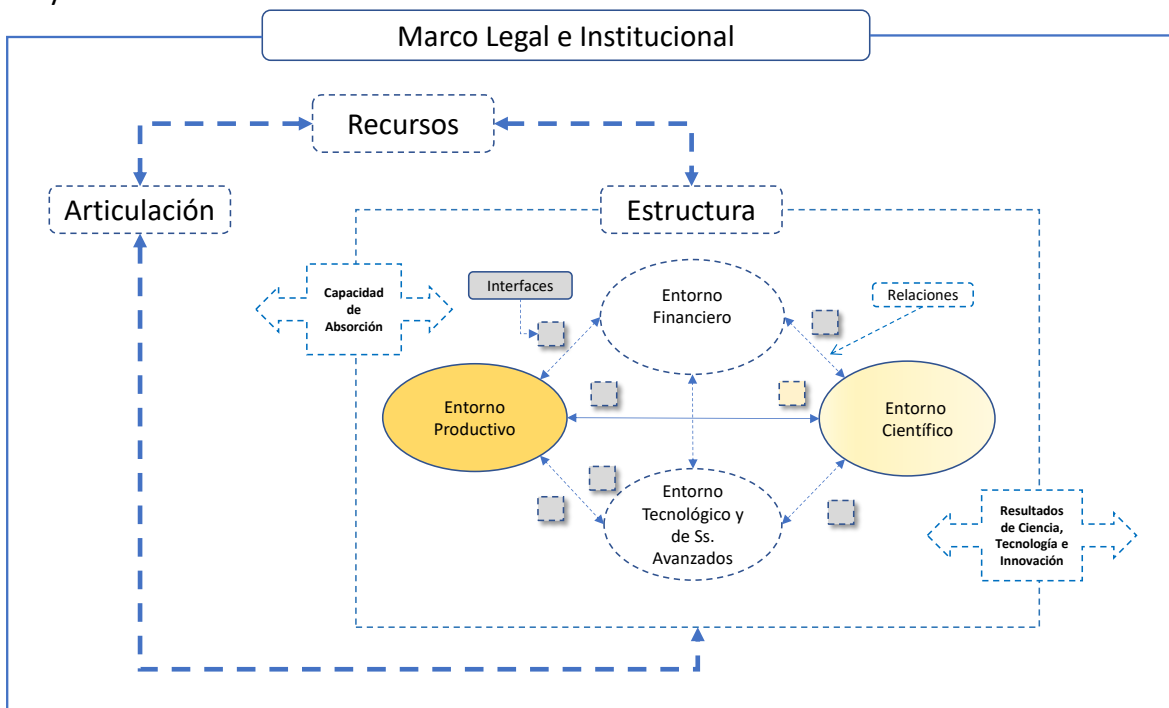 Marco Legal e Institucional
Recursos
Articulación
Estructura
Capacidad
de
Absorción
Interfaces
Entorno
Financiero
Relaciones
Entorno
Productivo
Entorno
Científico
Entorno
Tecnológico y
de Ss.
Avanzados
Resultados
de Ciencia,
Tecnología e
Innovación